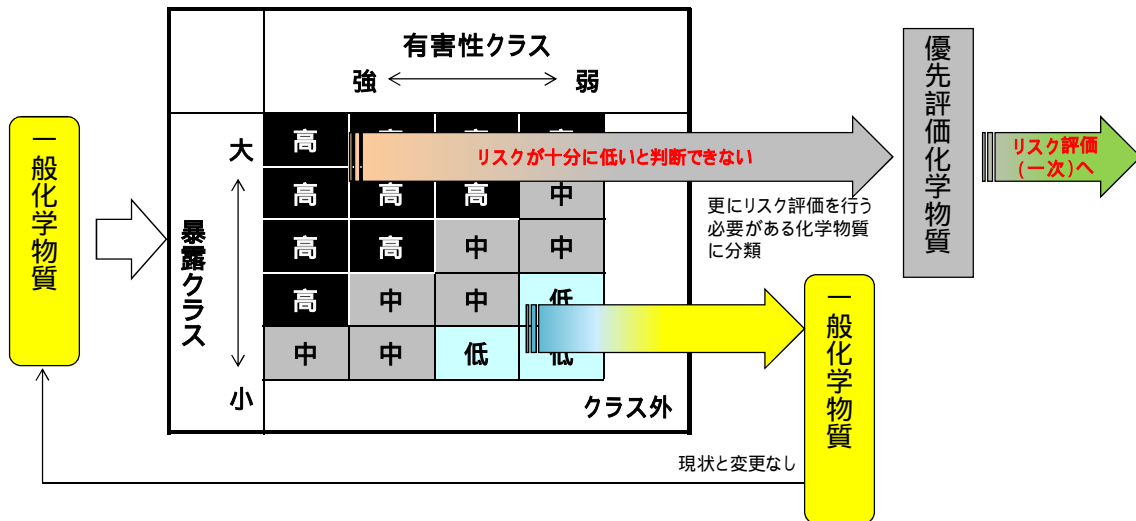 有害性クラス
強 弱
一般化学物質
暴露クラス
大
小
高 高 高 高
リスクが十分に低いと判断できない
高 高 高 中
高 高 中 中
高 中 中 低
中 中 低 低
クラス外
更にリスク評価を行う
必要がある化学物質
に分類
優先評価化学物質
リスク評価
(一次)へ
一般化学物質
現状と変更なし